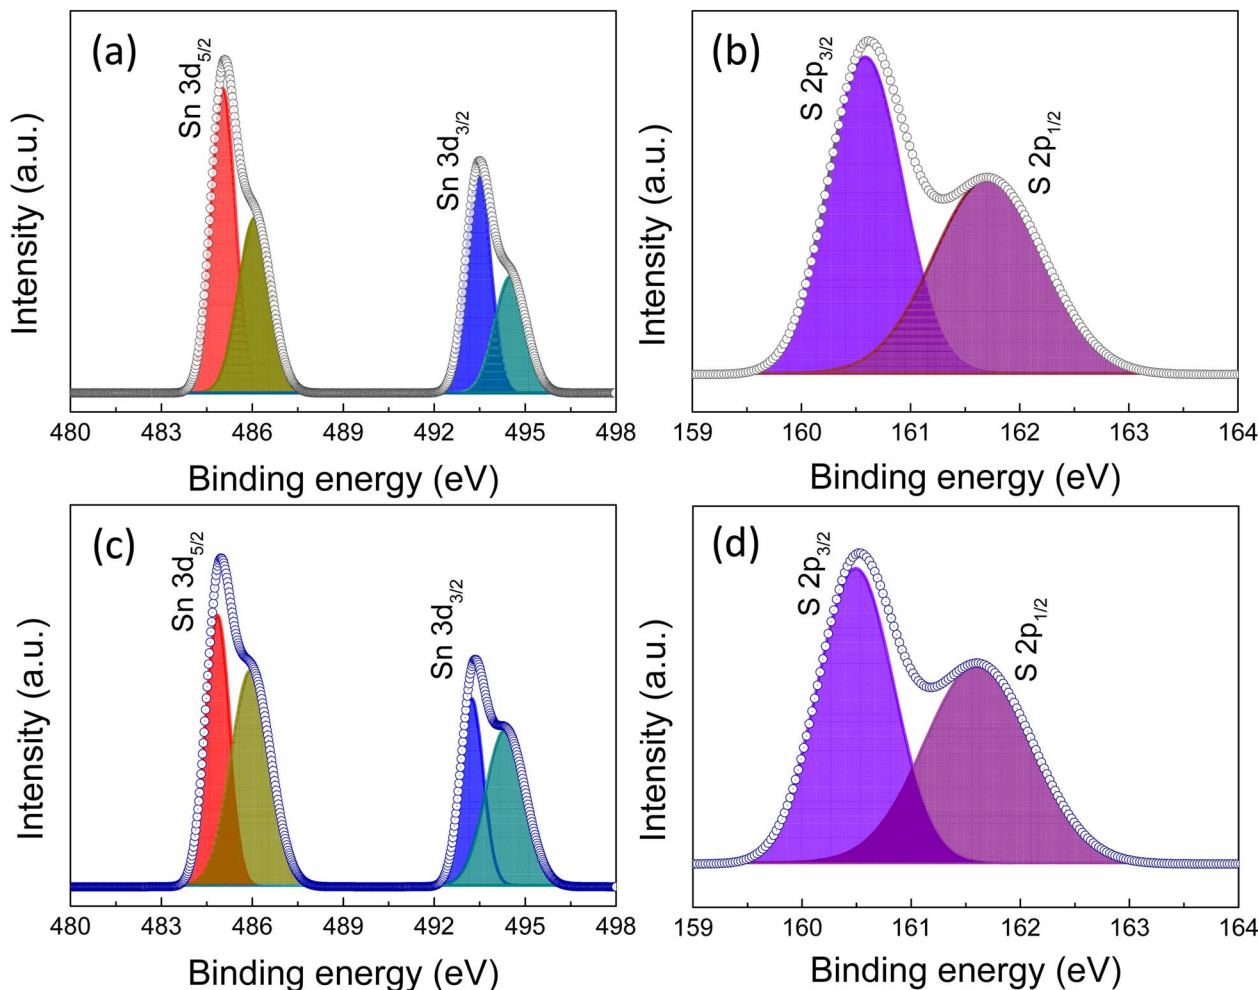 (a)
Sn 3d5/2
Sn 3d3/2
Intensity (a.u.)
480 483 486 489 492 495 498
Binding energy (eV)
(b)
S 2p3/2
S 2p1/2
Intensity (a.u.)
159 160 161 162 163 164
Binding energy (eV)
(c)
Sn 3d5/2
Sn 3d3/2
Intensity (a.u.)
480 483 486 489 492 495 498
Binding energy (eV)
(d)
S 2p3/2
S 2p1/2
Intensity (a.u.)
159 160 161 162 163 164
Binding energy (eV)